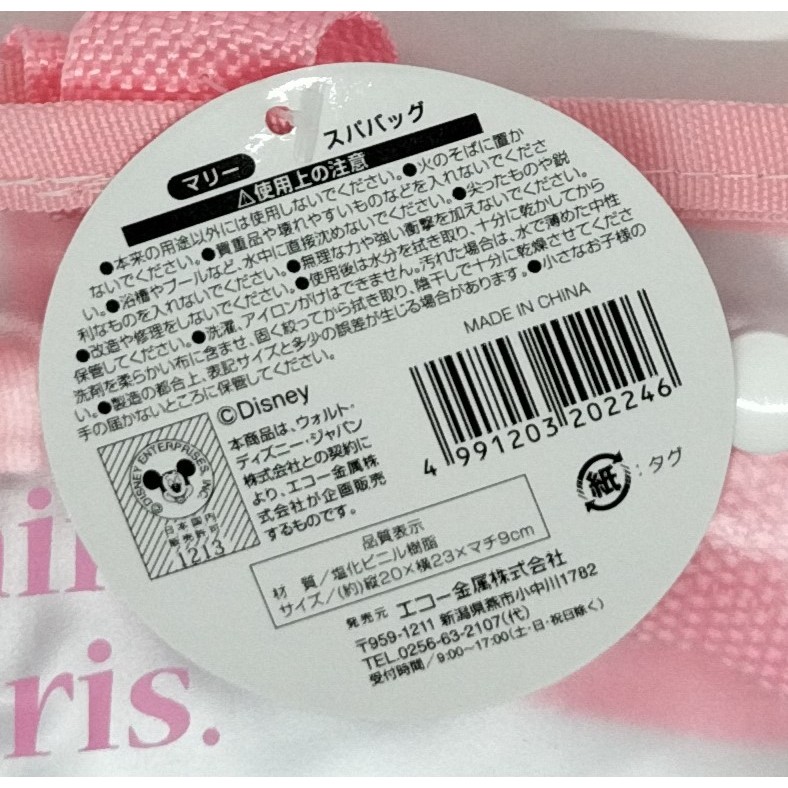 マリー スパバッグ
⚠使用上の注意
●本来の用途以外には使用しないでください。●火のそばに置か
ないでください。●貴重品や壊れやすいものなどを入れないでくださ
い。●浴槽やプールなど、水中に直接沈めないでください。●尖ったものや鋭
利なものを入れないでください。●無理な力や強い衝撃を加えないでください。
●改造や修理をしないでください。●使用後は水分を拭き取り、十分に乾かしてから
保管してください。●洗濯、アイロンがけはできません。汚れた場合は、水で薄めた中性
洗剤を柔らかい布に含ませ、固く絞ってから拭き取り、陰干しで十分に乾燥させてくださ
い。●製造の都合上、表記サイズと多少の誤差が生じる場合があります。●小さなお子様の
手の届かないところに保管してください。
MADE IN CHINA
4 991203 202246
紙 :タグ
©Disney
本商品は、ウォルト・
ディズニー・ジャパン
株式会社との契約に
より、エコー金属株
式会社が企画販売
するものです。
©DISNEY ENTERPRISES, INC.
日本国内
販売許可
1213
品質表示
材 質/塩化ビニル樹脂
サイズ/(約)縦20×横23×マチ9cm
発売元 エコー金属株式会社
〒959-1211 新潟県燕市小中川1782
TEL.0256-63-2107(代)
受付時間/9:00〜17:00(土・日・祝日除く)
ris.